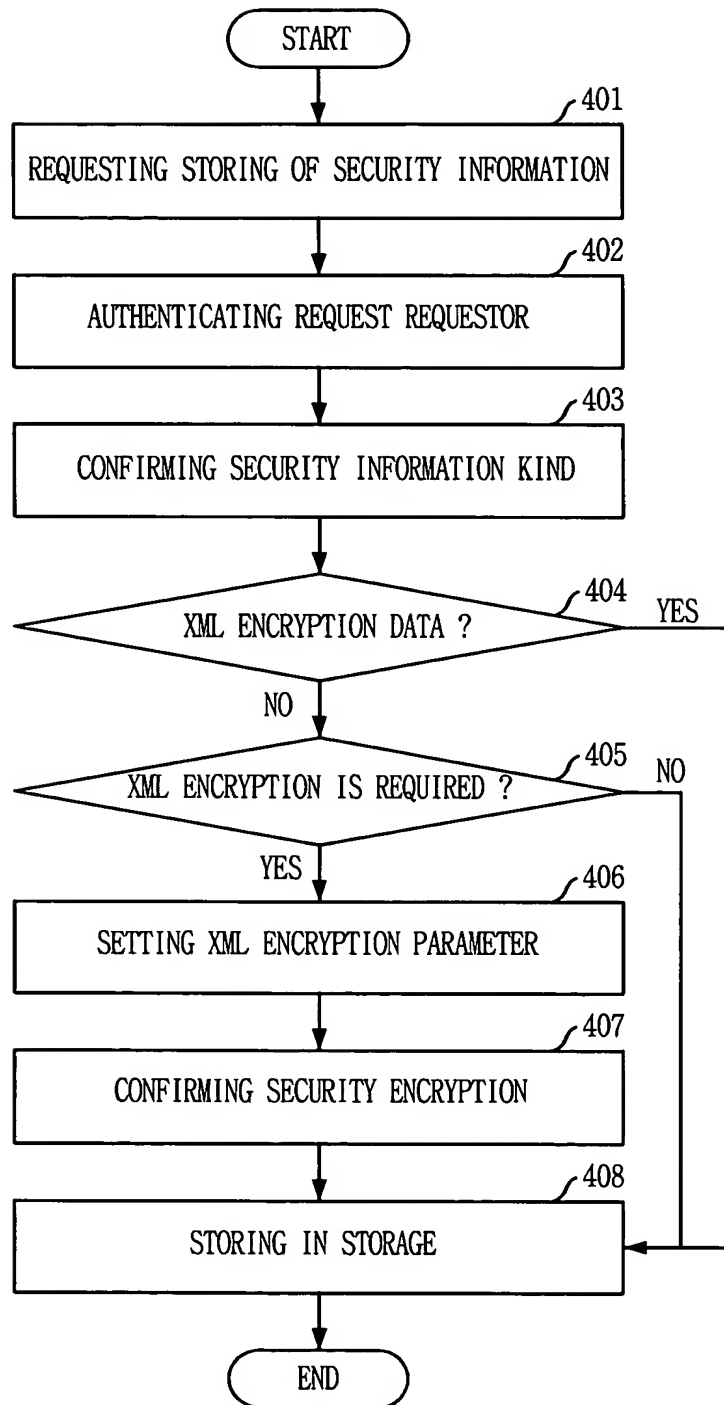 START
401
REQUESTING STORING OF SECURITY INFORMATION
402
AUTHENTICATING REQUEST REQUESTOR
403
CONFIRMING SECURITY INFORMATION KIND
404
XML ENCRYPTION DATA ?
YES
NO
405
XML ENCRYPTION IS REQUIRED ?
NO
YES
406
SETTING XML ENCRYPTION PARAMETER
407
CONFIRMING SECURITY ENCRYPTION
408
STORING IN STORAGE
END